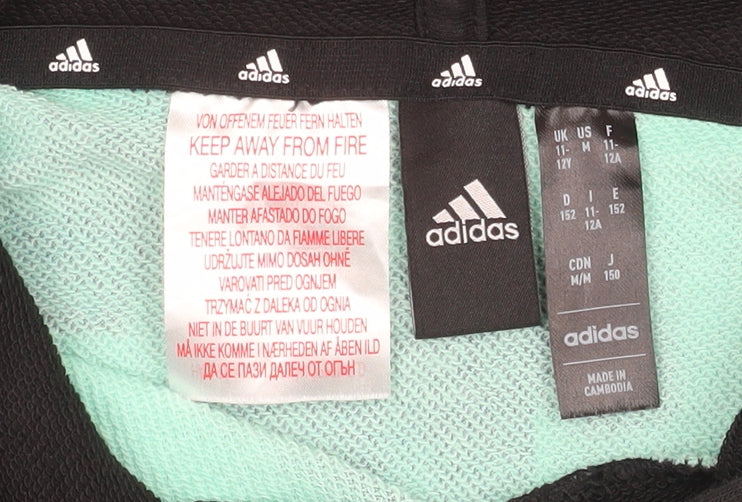 adidas adidas adidas adidas
VON OFFENEM FEUER FERN HALTEN
KEEP AWAY FROM FIRE
GARDER A DISTANCE DU FEU
MANTÉNGASE ALEJADO DEL FUEGO
MANTER AFASTADO DO FOGO
TENERE LONTANO DA FIAMME LIBERE
UDRŽUJTE MIMO DOSAH OHNĚ
VAROVATI PRED OGNJEM
TRZYMAĆ Z DALEKA OD OGNIA
NIET IN DE BUURT VAN VUUR HOUDEN
MÅ IKKE KOMME I NÆRHEDEN AF ÅBEN ILD
ДА СЕ ПАЗИ ДАЛЕЧ ОТ ОГЪН
adidas
UK US F
11- M 11-
12Y 12A
D I E
152 11- 152
12A
CDN J
M/M 150
adidas
MADE IN
CAMBODIA